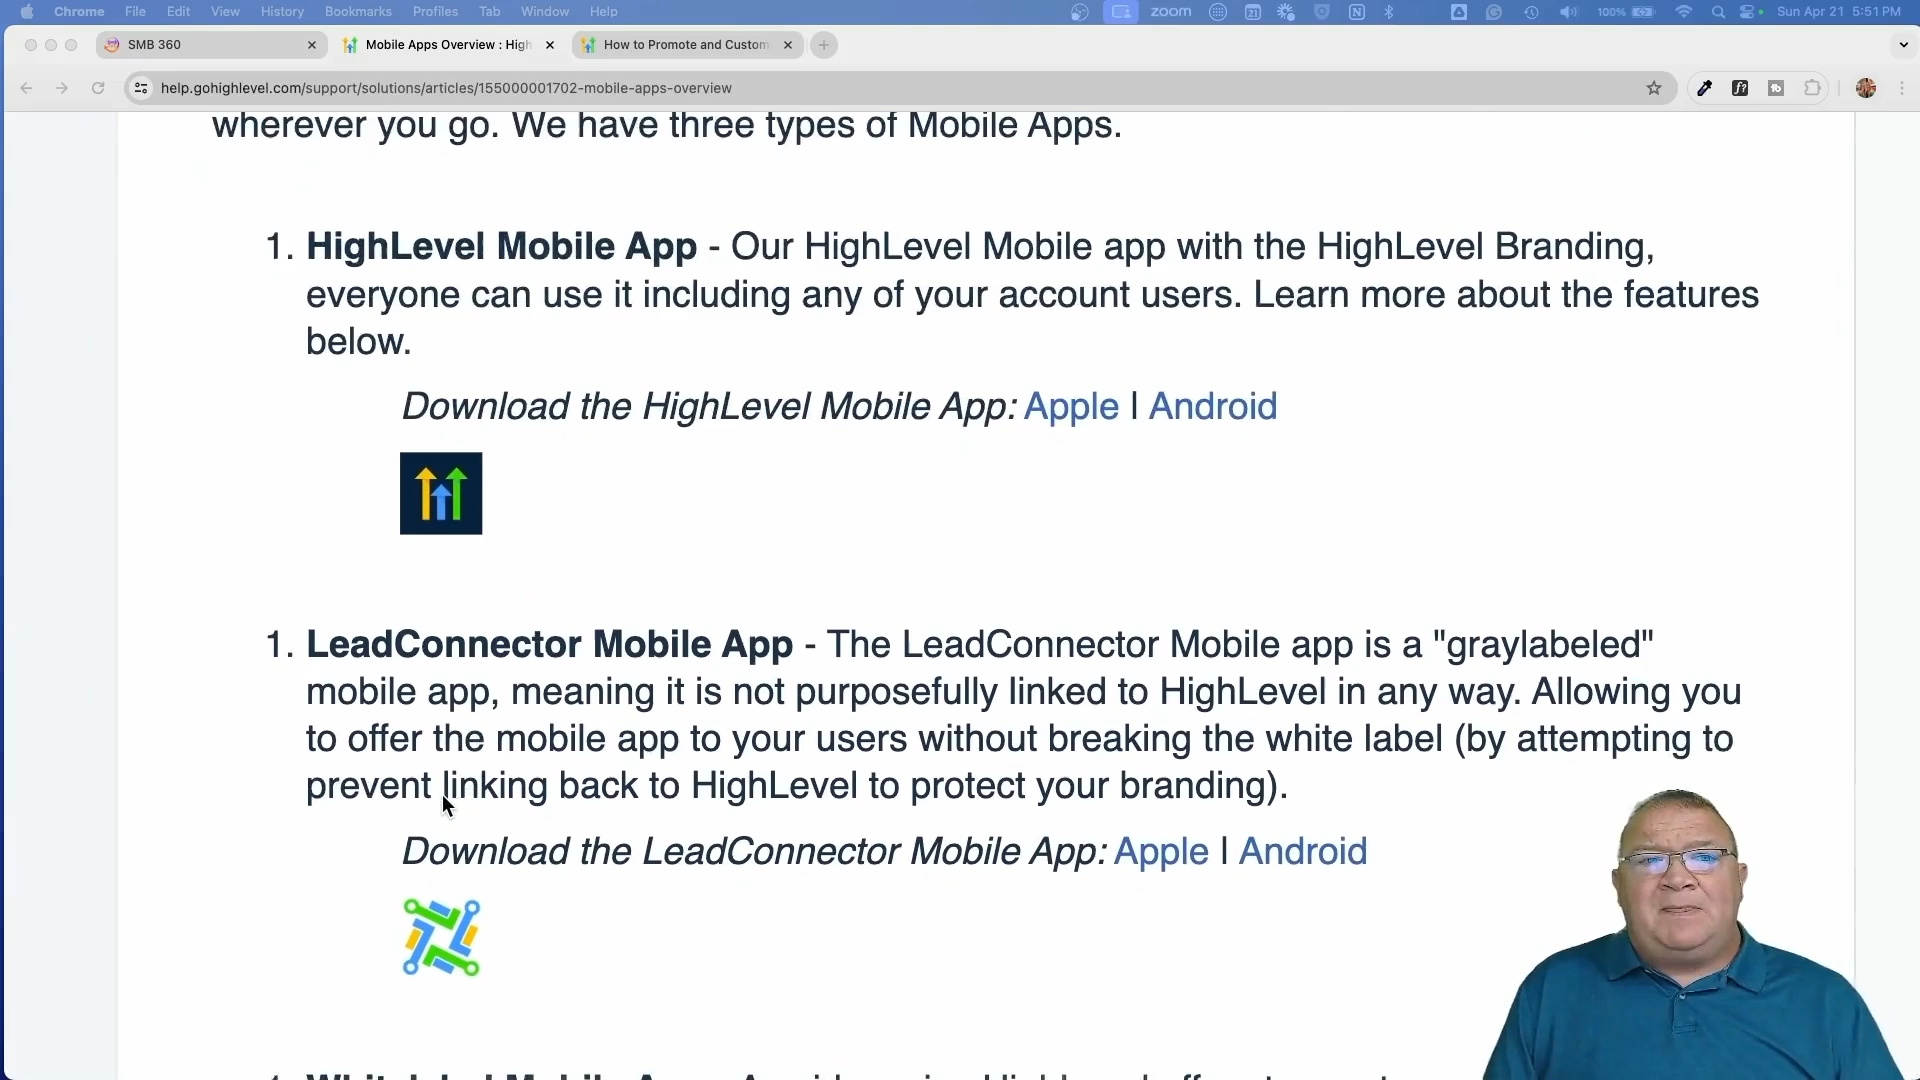 Chrome File Edit View History Bookmarks Profiles Tab Window Help zoom 21 100% Sun Apr 21 5:51 PM
SMB 360 Mobile Apps Overview : High How to Promote and Custom
help.gohighlevel.com/support/solutions/articles/155000001702-mobile-apps-overview
wherever you go. We have three types of Mobile Apps.
1. HighLevel Mobile App - Our HighLevel Mobile app with the HighLevel Branding,
everyone can use it including any of your account users. Learn more about the features
below.
Download the HighLevel Mobile App: Apple | Android
1. LeadConnector Mobile App - The LeadConnector Mobile app is a "graylabeled"
mobile app, meaning it is not purposefully linked to HighLevel in any way. Allowing you
to offer the mobile app to your users without breaking the white label (by attempting to
prevent linking back to HighLevel to protect your branding).
Download the LeadConnector Mobile App: Apple | Android